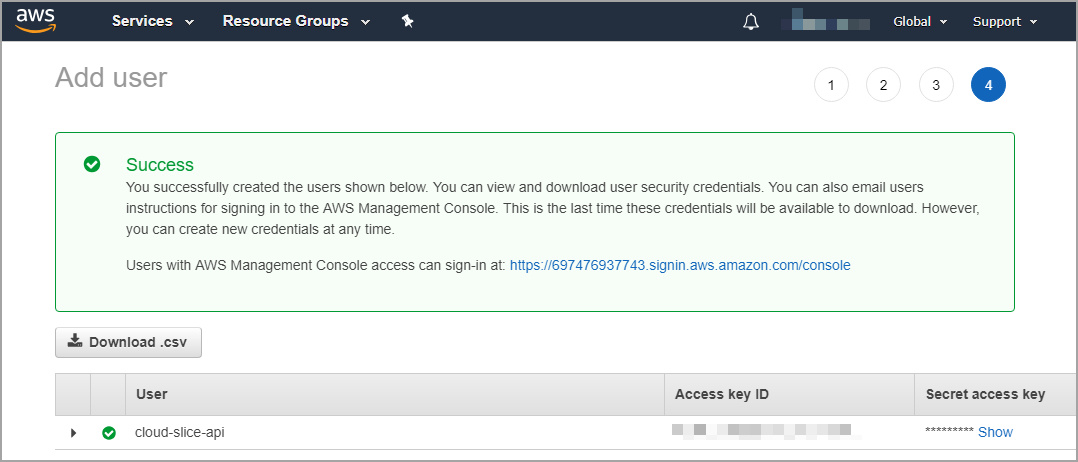 aws Services Resource Groups Global Support
Add user 1 2 3 4
Success
You successfully created the users shown below. You can view and download user security credentials. You can also email users
instructions for signing in to the AWS Management Console. This is the last time these credentials will be available to download. However,
you can create new credentials at any time.
Users with AWS Management Console access can sign-in at: https://697476937743.signin.aws.amazon.com/console
Download .csv
User Access key ID Secret access key
cloud-slice-api ********* Show